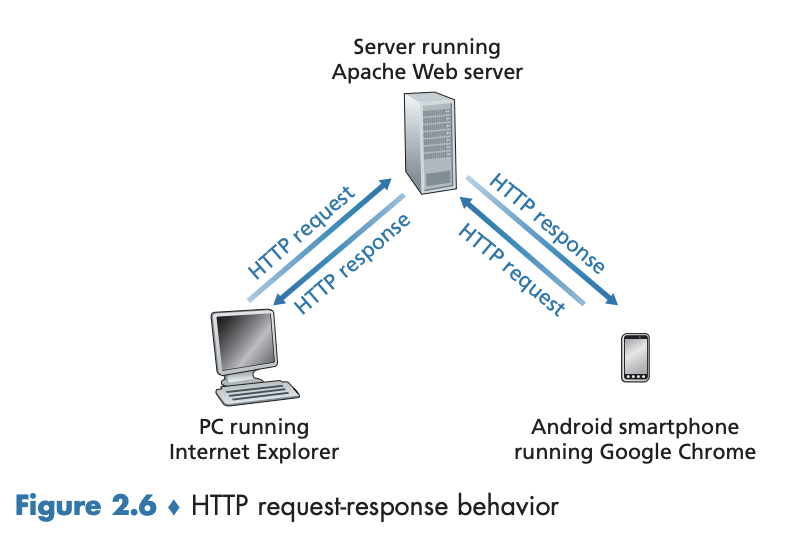 Server running
Apache Web server
HTTP request
HTTP response
HTTP response
HTTP request
PC running
Internet Explorer
Android smartphone
running Google Chrome
Figure 2.6 ♦ HTTP request-response behavior